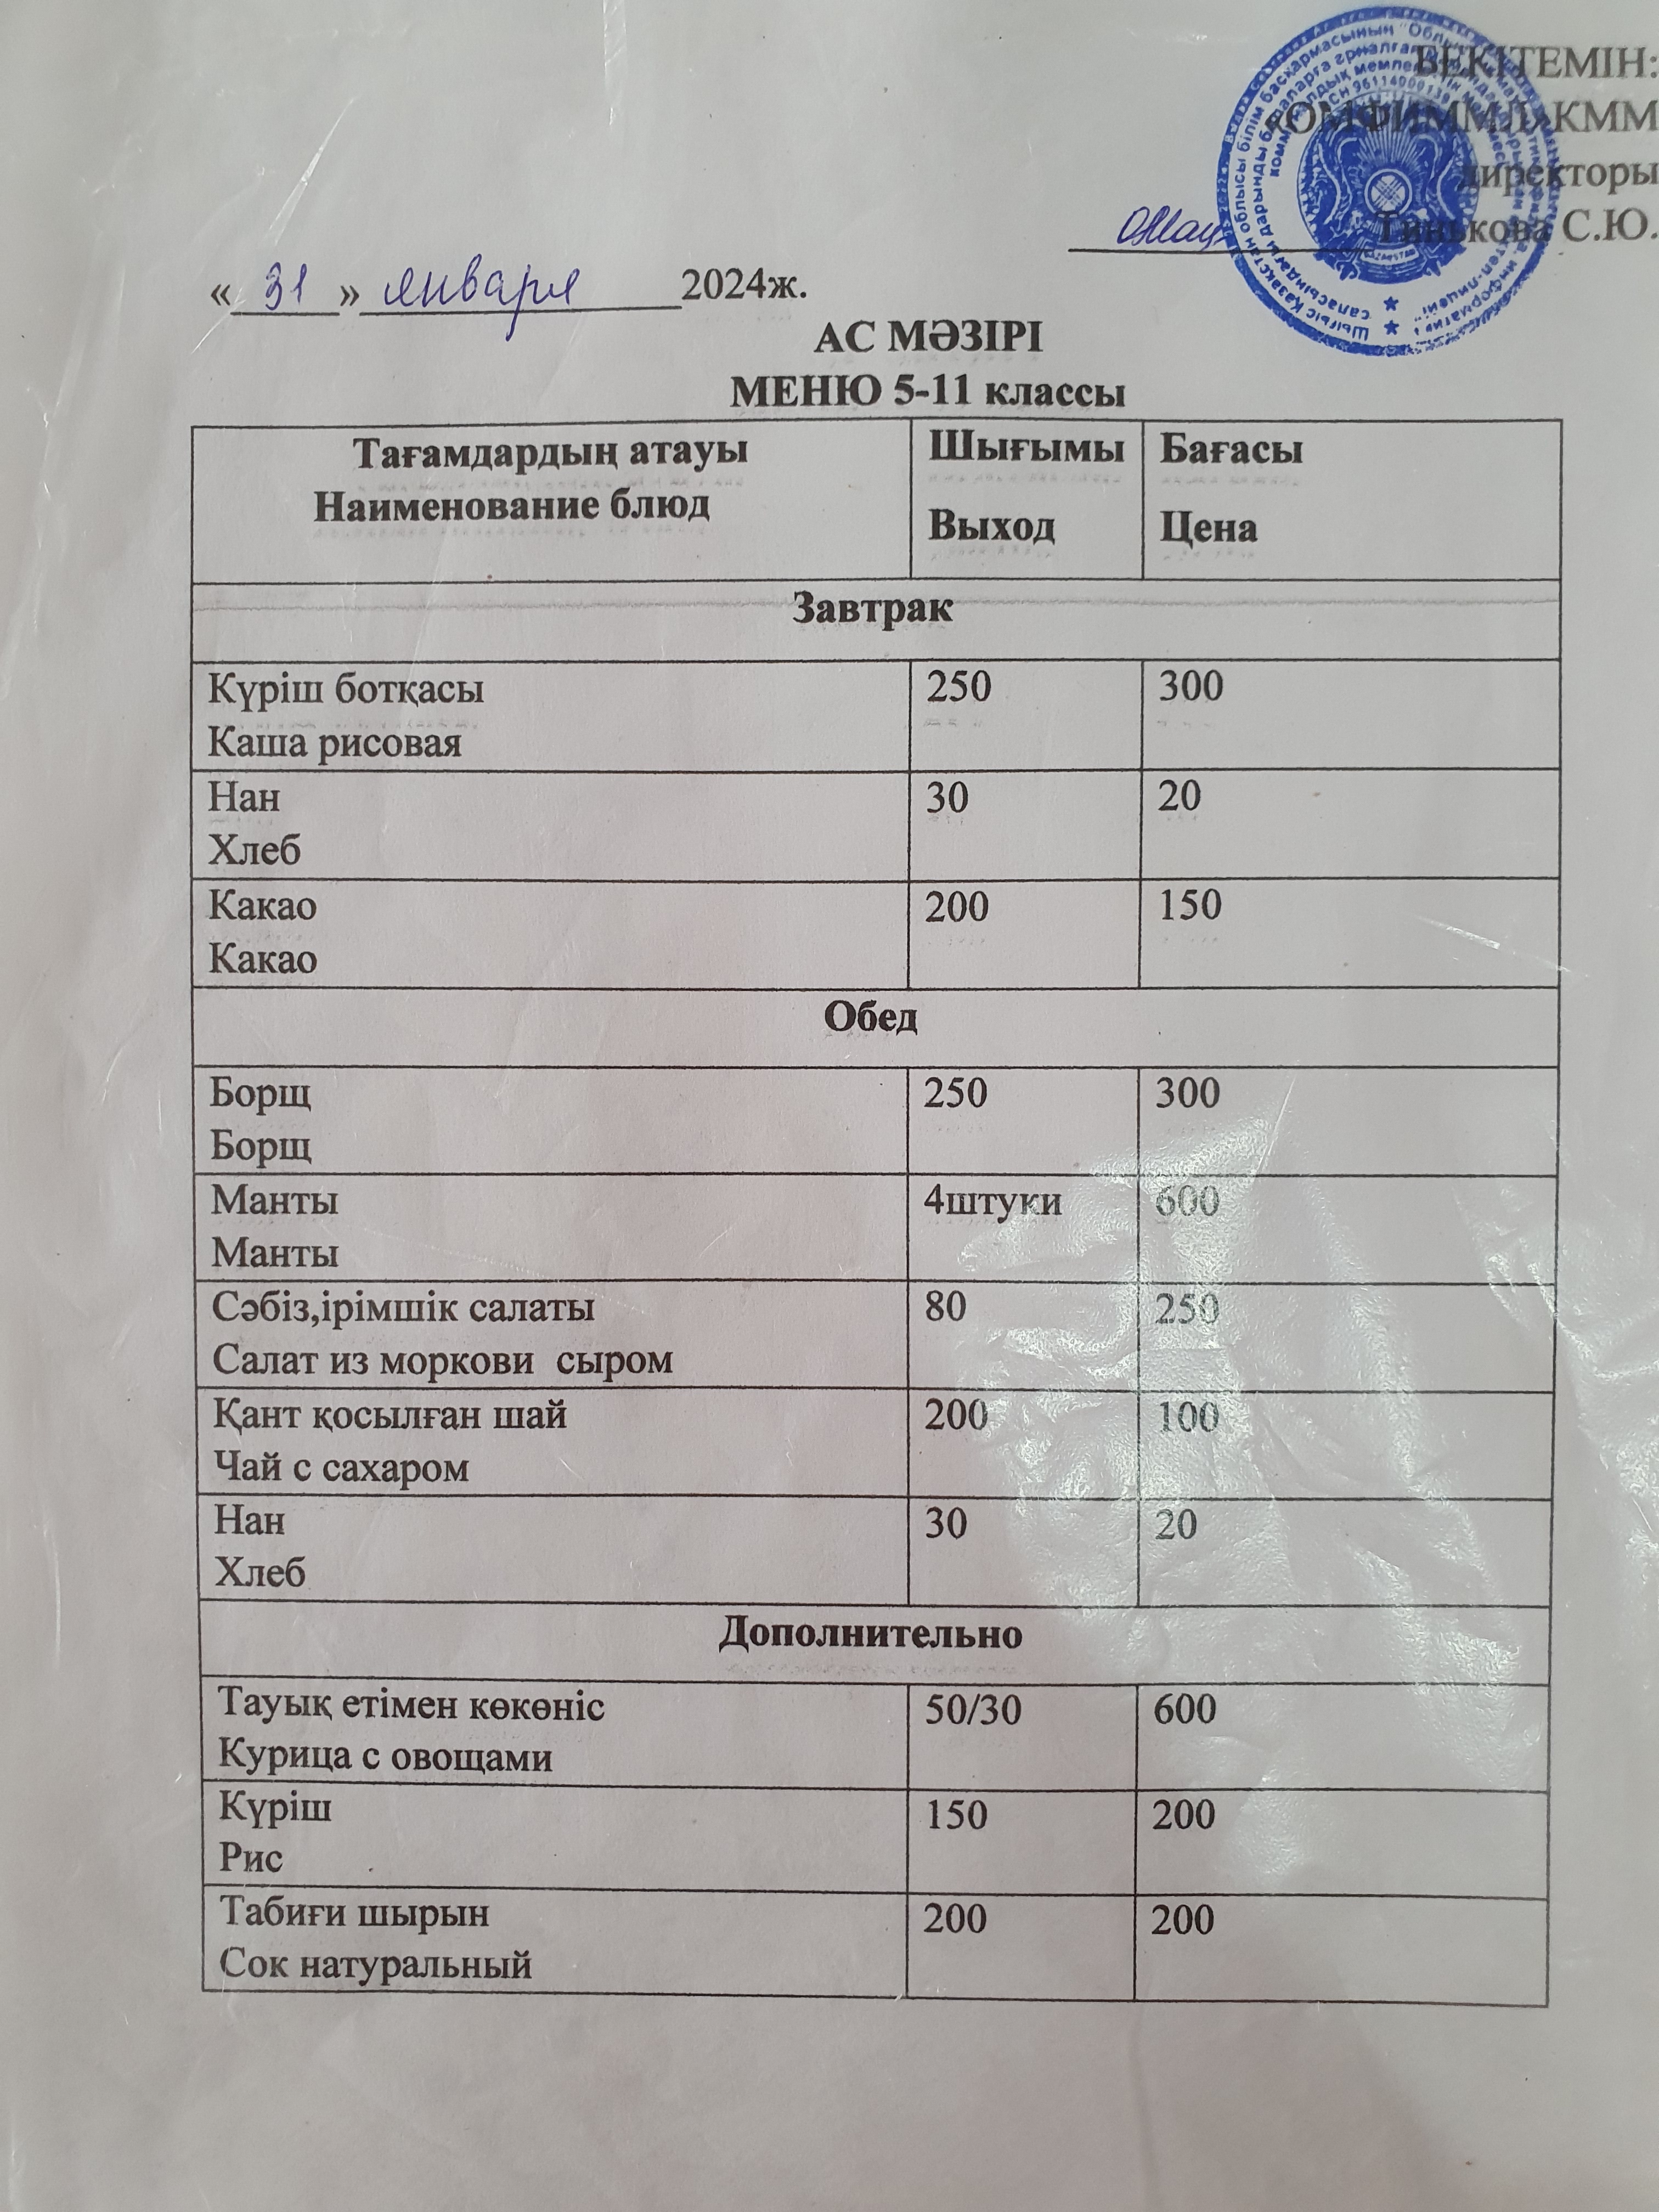 БЕКІТЕМІН:
«ОМФИММЛ» КММ
директоры
Тинькова С.Ю.
« 31 » января 2024ж.
АС МӘЗІРІ
МЕНЮ 5-11 классы
Тағамдардың атауы
Наименование блюд
Шығымы
Выход
Бағасы
Цена
Завтрак
Күріш ботқасы 250 300
Каша рисовая
Нан 30 20
Хлеб
Какао 200 150
Какао
Обед
Борщ 250 300
Борщ
Манты 4штуки 600
Манты
Сәбіз,ірімшік салаты 80 250
Салат из моркови сыром
Қант қосылған шай 200 100
Чай с сахаром
Нан 30 20
Хлеб
Дополнительно
Тауық етімен көкөніс 50/30 600
Курица с овощами
Күріш 150 200
Рис
Табиғи шырын 200 200
Сок натуральный